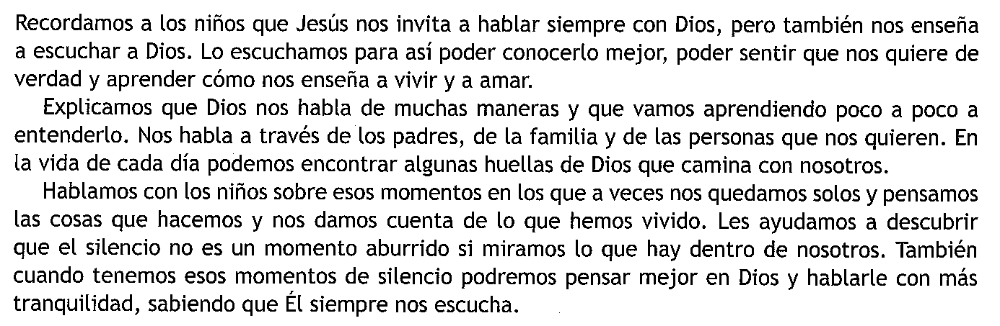 Recordamos a los niños que Jesús nos invita a hablar siempre con Dios, pero también nos enseña
a escuchar a Dios. Lo escuchamos para así poder conocerlo mejor, poder sentir que nos quiere de
verdad y aprender cómo nos enseña a vivir y a amar.
Explicamos que Dios nos habla de muchas maneras y que vamos aprendiendo poco a poco a
entenderlo. Nos habla a través de los padres, de la familia y de las personas que nos quieren. En
la vida de cada día podemos encontrar algunas huellas de Dios que camina con nosotros.
Hablamos con los niños sobre esos momentos en los que a veces nos quedamos solos y pensamos
las cosas que hacemos y nos damos cuenta de lo que hemos vivido. Les ayudamos a descubrir
que el silencio no es un momento aburrido si miramos lo que hay dentro de nosotros. También
cuando tenemos esos momentos de silencio podremos pensar mejor en Dios y hablarle con más
tranquilidad, sabiendo que Él siempre nos escucha.